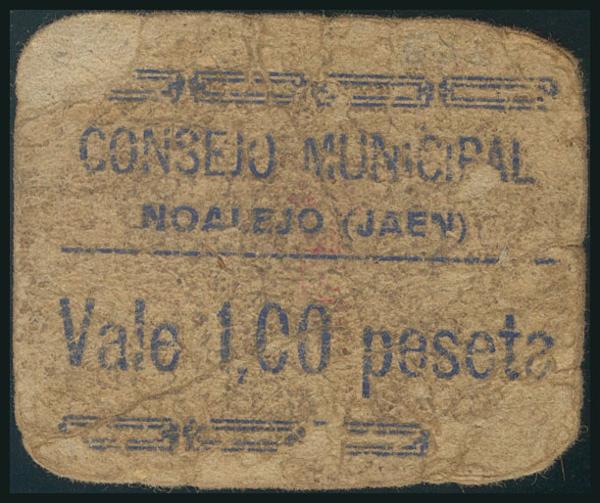 CONSEJO MUNICIPAL
NOALEJO (JAEN)
Vale 1,00 peseta